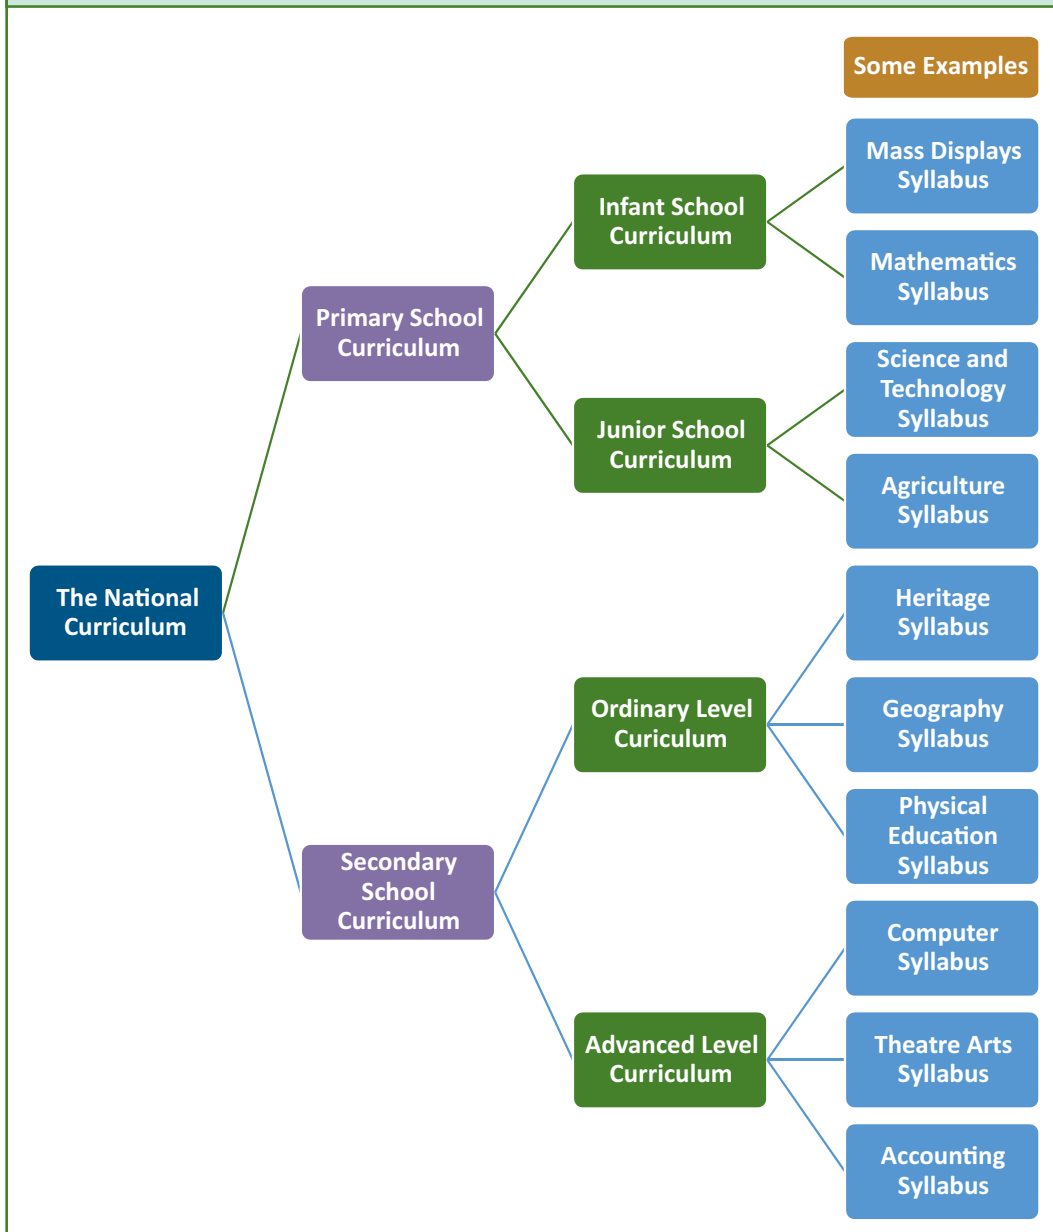 Some Examples
Mass Displays
Syllabus
Infant School
Curriculum
Mathematics
Syllabus
Primary School
Curriculum
Science and
Technology
Syllabus
Junior School
Curriculum
Agriculture
Syllabus
The National
Curriculum
Heritage
Syllabus
Ordinary Level
Curiculum
Geography
Syllabus
Physical
Education
Syllabus
Secondary
School
Curriculum
Computer
Syllabus
Advanced Level
Curriculum
Theatre Arts
Syllabus
Accounting
Syllabus